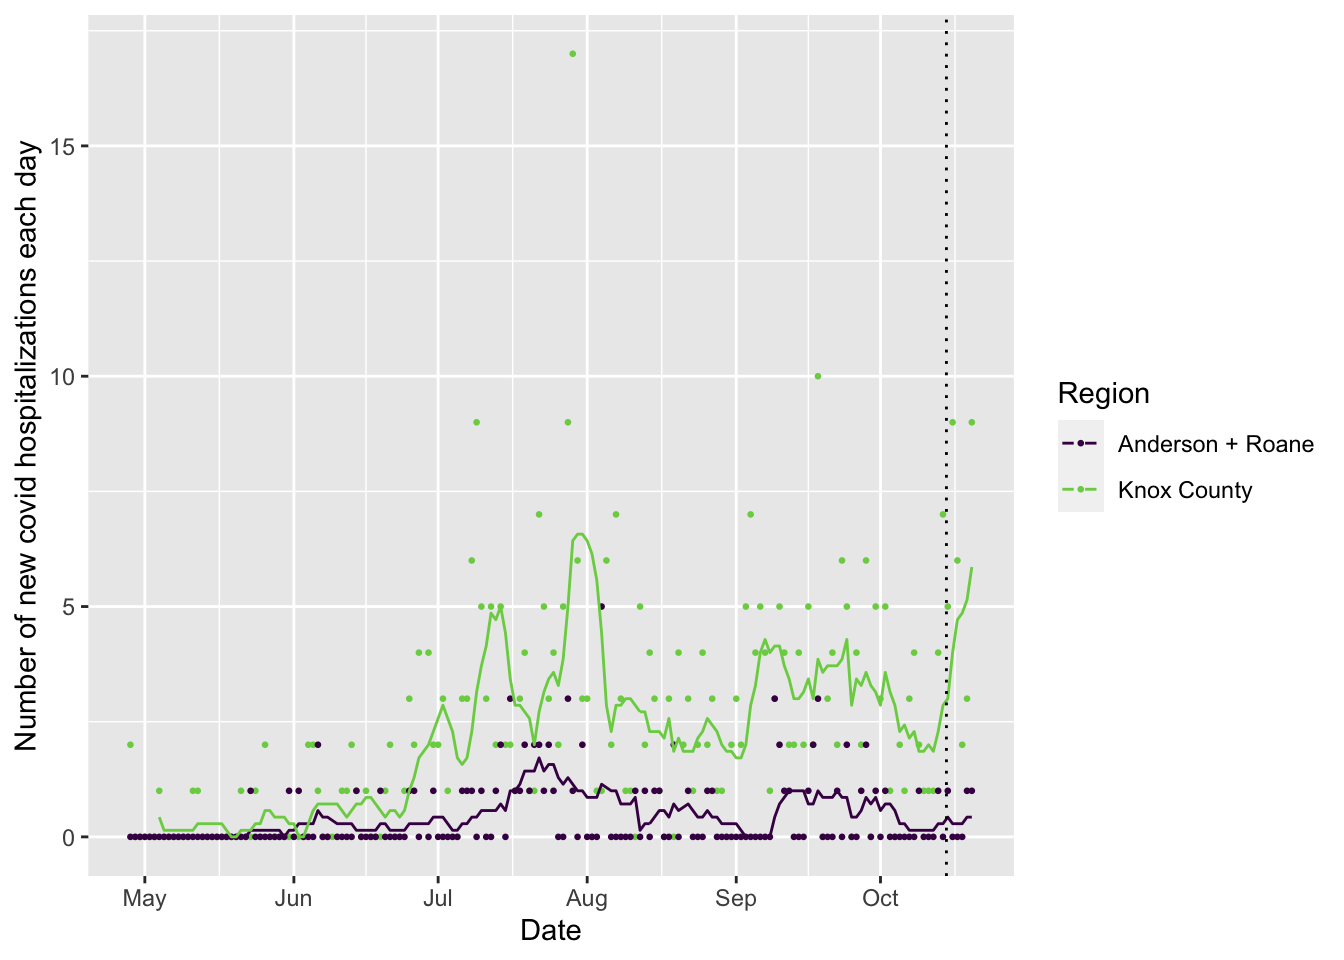 Number of new covid hospitalizations each day
15
10
5
0
May
Jun
Jul
Aug
Sep
Oct
Date
Region
Anderson + Roane
Knox County